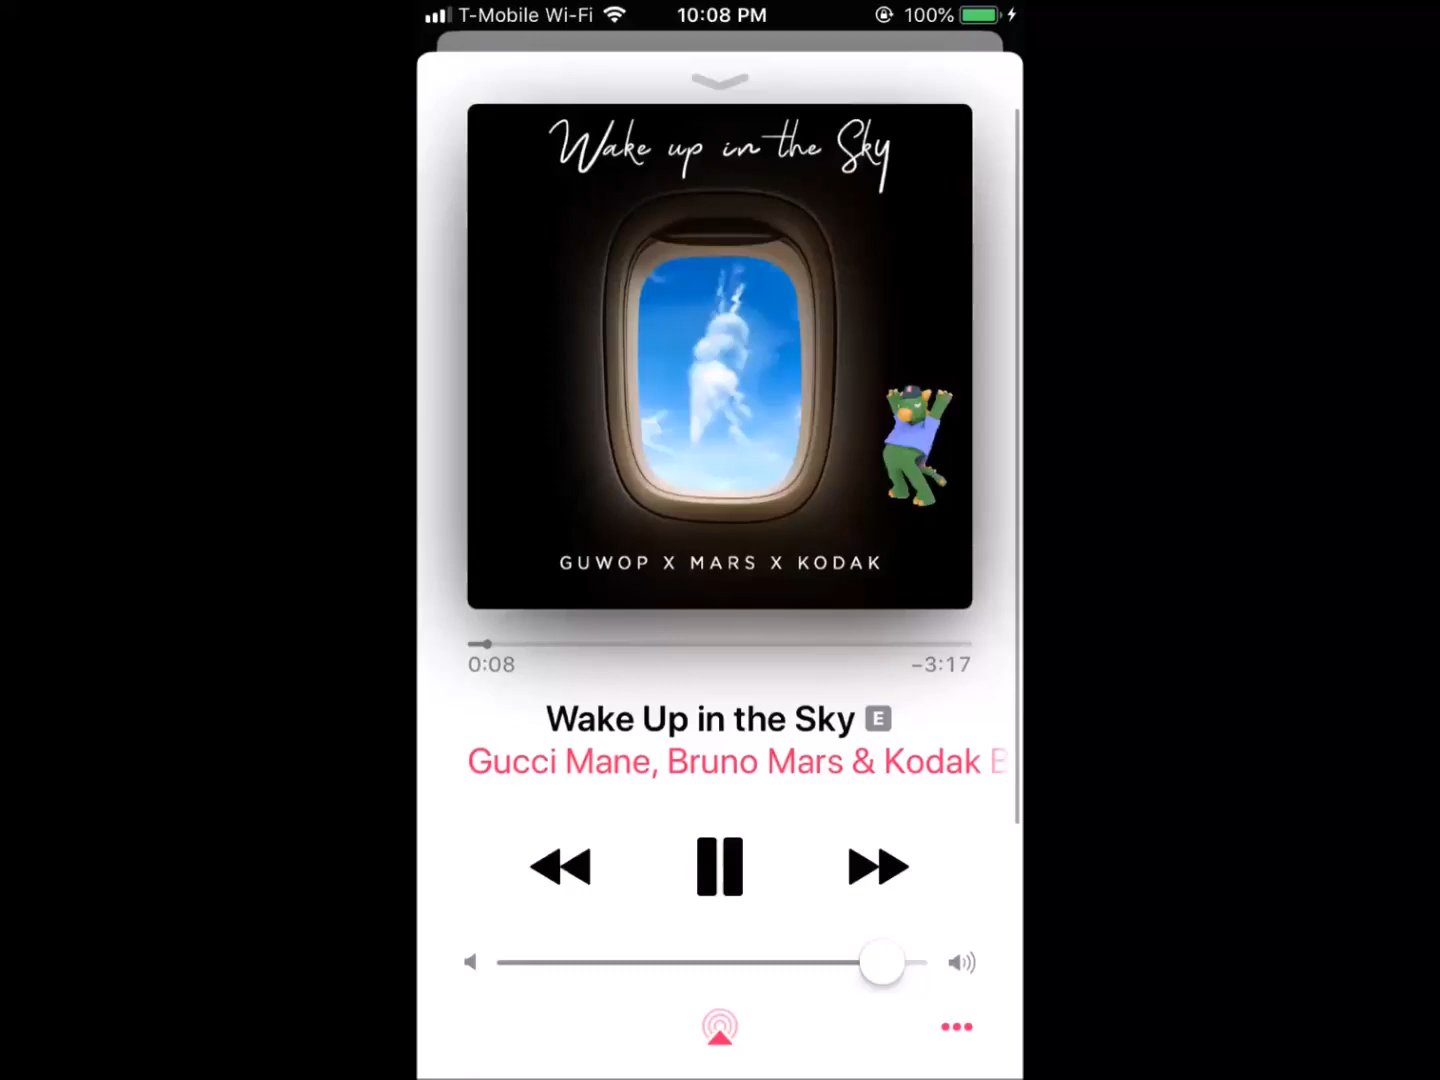 T-Mobile Wi-Fi 10:08 PM 100%
Wake up in the Sky
GUWOP X MARS X KODAK
0:08 -3:17
Wake Up in the Sky E
Gucci Mane, Bruno Mars & Kodak B